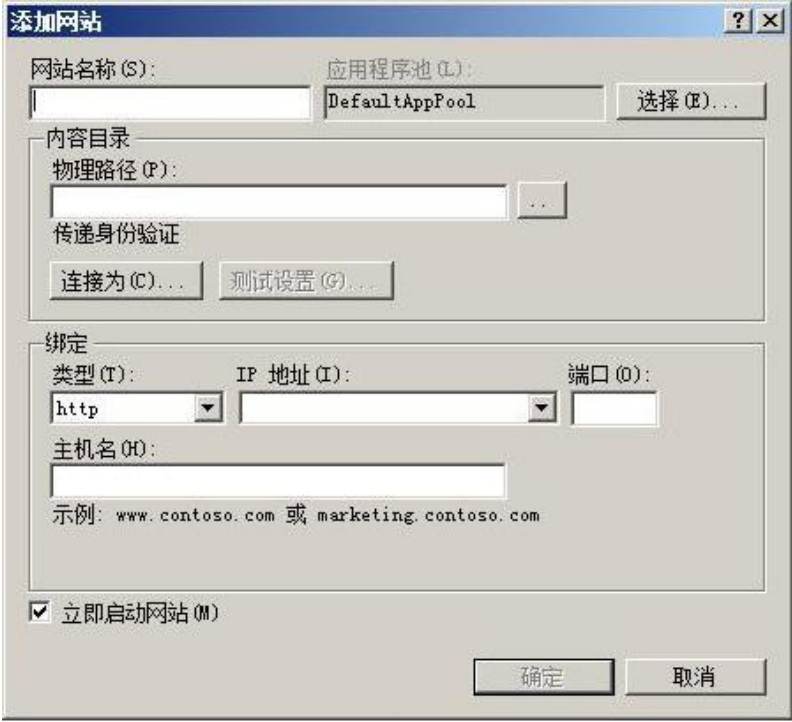 添加网站
网站名称(S): 应用程序池(L):
DefaultAppPool 选择(E)...
内容目录
物理路径(P):
..
传递身份验证
连接为(C)... 测试设置(G)...
绑定
类型(T): IP 地址(I): 端口(O):
http
主机名(H):
示例: www.contoso.com 或 marketing.contoso.com
立即启动网站(M)
确定 取消